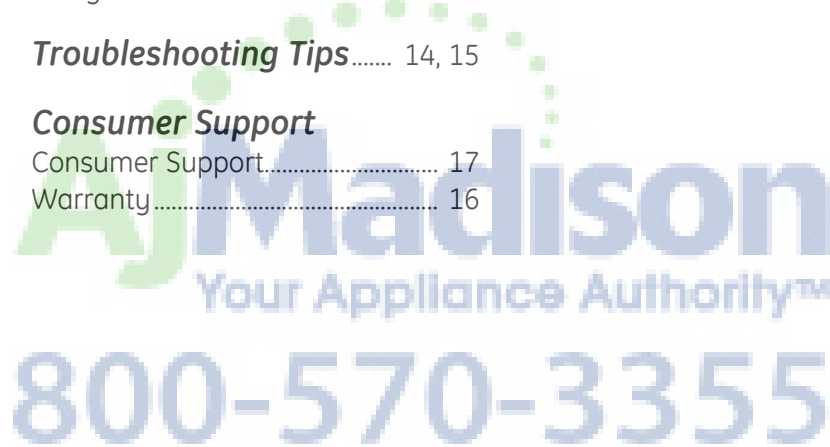 Troubleshooting Tips....... 14, 15
Consumer Support
Consumer Support............................ 17
Warranty.............................................. 16
AjMadison
Your Appliance Authority™
800-570-3355